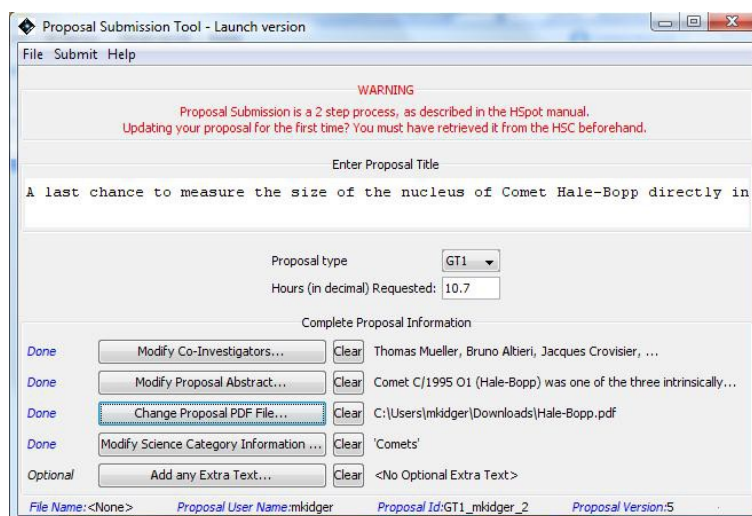 Proposal Submission Tool - Launch version
File Submit Help
WARNING
Proposal Submission is a 2 step process, as described in the HSpot manual.
Updating your proposal for the first time? You must have retrieved it from the HSC beforehand.
Enter Proposal Title
A last chance to measure the size of the nucleus of Comet Hale-Bopp directly in
Proposal type GT1
Hours (in decimal) Requested: 10.7
Complete Proposal Information
Done Modify Co-Investigators... Clear Thomas Mueller, Bruno Altieri, Jacques Crovisier, ...
Done Modify Proposal Abstract... Clear Comet C/1995 O1 (Hale-Bopp) was one of the three intrinsically...
Done Change Proposal PDF File... Clear C:\Users\mkidger\Downloads\Hale-Bopp.pdf
Done Modify Science Category Information ... Clear 'Comets'
Optional Add any Extra Text... Clear <No Optional Extra Text>
File Name:<None> Proposal User Name:mkidger Proposal Id:GT1_mkidger_2 Proposal Version:5